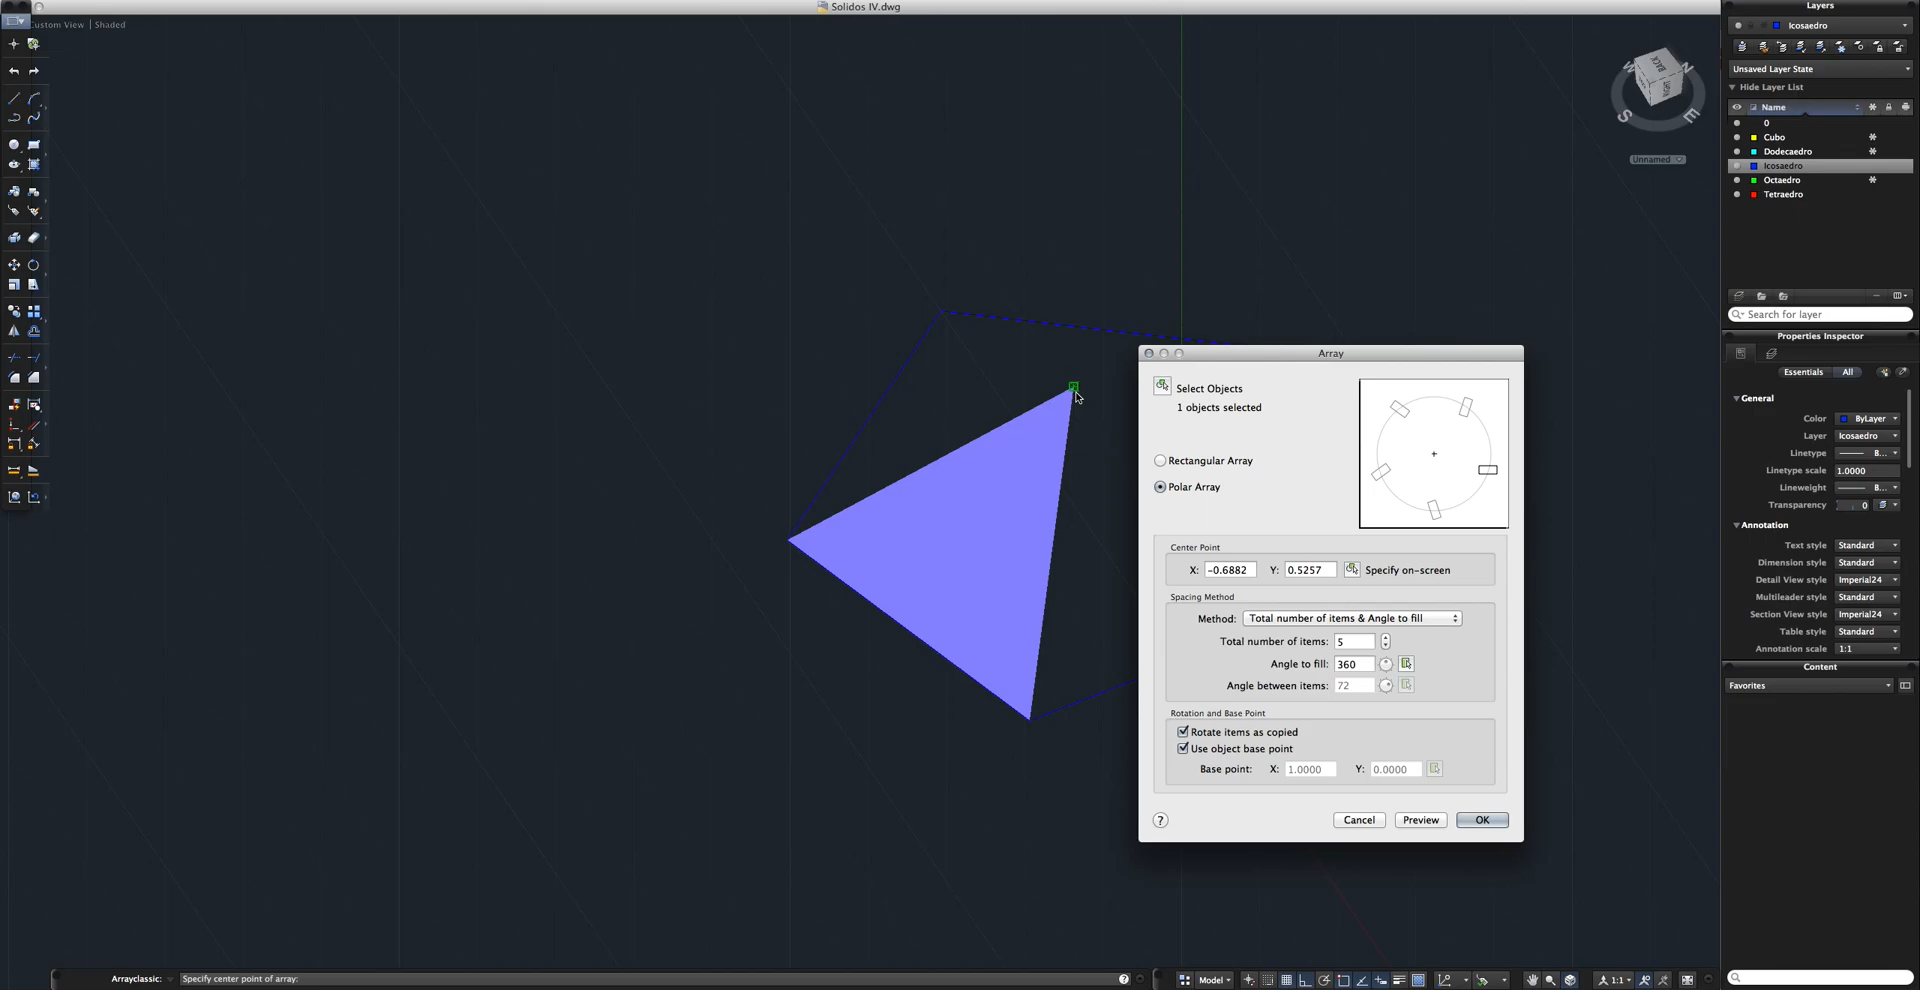 Solidos IV.dwg
Custom View | Shaded
Layers
Icosaedro
Unsaved Layer State
Hide Layer List
Name
0
Cubo
Dodecaedro
Icosaedro
Octaedro
Tetraedro
Search for layer
BACK
W
N
S
E
Unnamed
Properties Inspector
Essentials All
General
Color ByLayer
Layer Icosaedro
Linetype B...
Linetype scale 1.0000
Lineweight B...
Transparency 0
Annotation
Text style Standard
Dimension style Standard
Detail View style Imperial24
Multileader style Standard
Section View style Imperial24
Table style Standard
Annotation scale 1:1
Content
Favorites
Array
Select Objects
1 objects selected
Rectangular Array
Polar Array
Center Point
X: -0.6882 Y: 0.5257 Specify on-screen
Spacing Method
Method: Total number of items & Angle to fill
Total number of items: 5
Angle to fill: 360
Angle between items: 72
Rotation and Base Point
Rotate items as copied
Use object base point
Base point: X: 1.0000 Y: 0.0000
? Cancel Preview OK
Arrayclassic: Specify center point of array: ?
Model 1:1